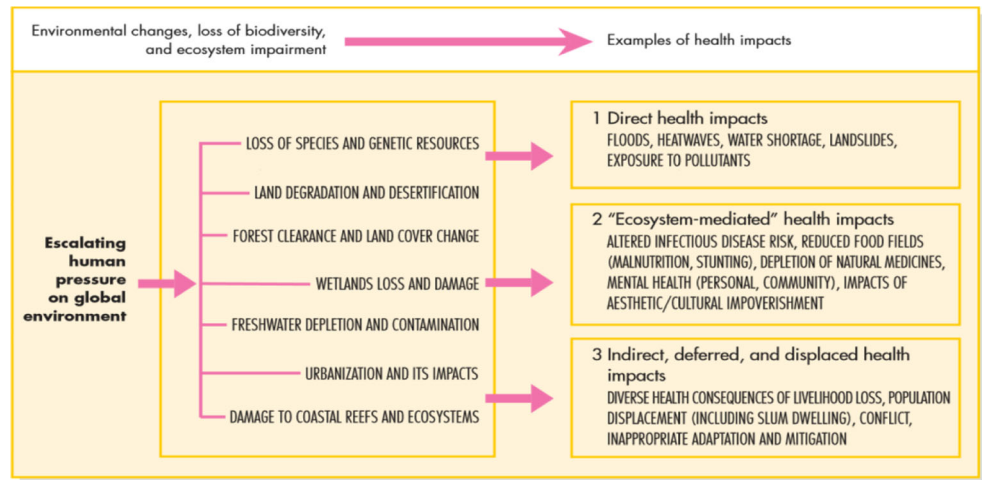 Environmental changes, loss of biodiversity,
and ecosystem impairment
Examples of health impacts
Escalating
human
pressure
on global
environment
LOSS OF SPECIES AND GENETIC RESOURCES
LAND DEGRADATION AND DESERTIFICATION
FOREST CLEARANCE AND LAND COVER CHANGE
WETLANDS LOSS AND DAMAGE
FRESHWATER DEPLETION AND CONTAMINATION
URBANIZATION AND ITS IMPACTS
DAMAGE TO COASTAL REEFS AND ECOSYSTEMS
1 Direct health impacts
FLOODS, HEATWAVES, WATER SHORTAGE, LANDSLIDES,
EXPOSURE TO POLLUTANTS
2 “Ecosystem-mediated” health impacts
ALTERED INFECTIOUS DISEASE RISK, REDUCED FOOD FIELDS
(MALNUTRITION, STUNTING), DEPLETION OF NATURAL MEDICINES,
MENTAL HEALTH (PERSONAL, COMMUNITY), IMPACTS OF
AESTHETIC/CULTURAL IMPOVERISHMENT
3 Indirect, deferred, and displaced health
impacts
DIVERSE HEALTH CONSEQUENCES OF LIVELIHOOD LOSS, POPULATION
DISPLACEMENT (INCLUDING SLUM DWELLING), CONFLICT,
INAPPROPRIATE ADAPTATION AND MITIGATION